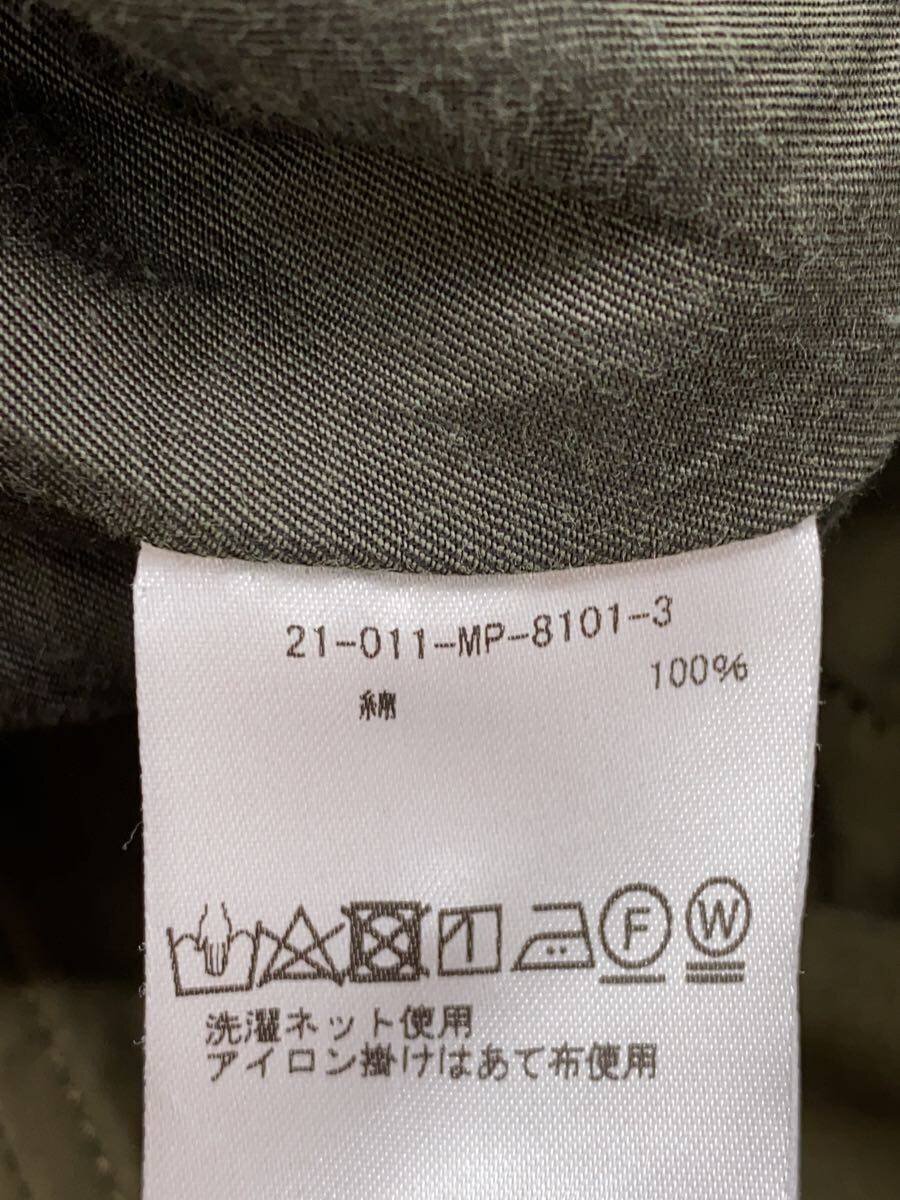 21-011-MP-8101-3
綿 100%
F W
洗濯ネット使用
アイロン掛けはあて布使用